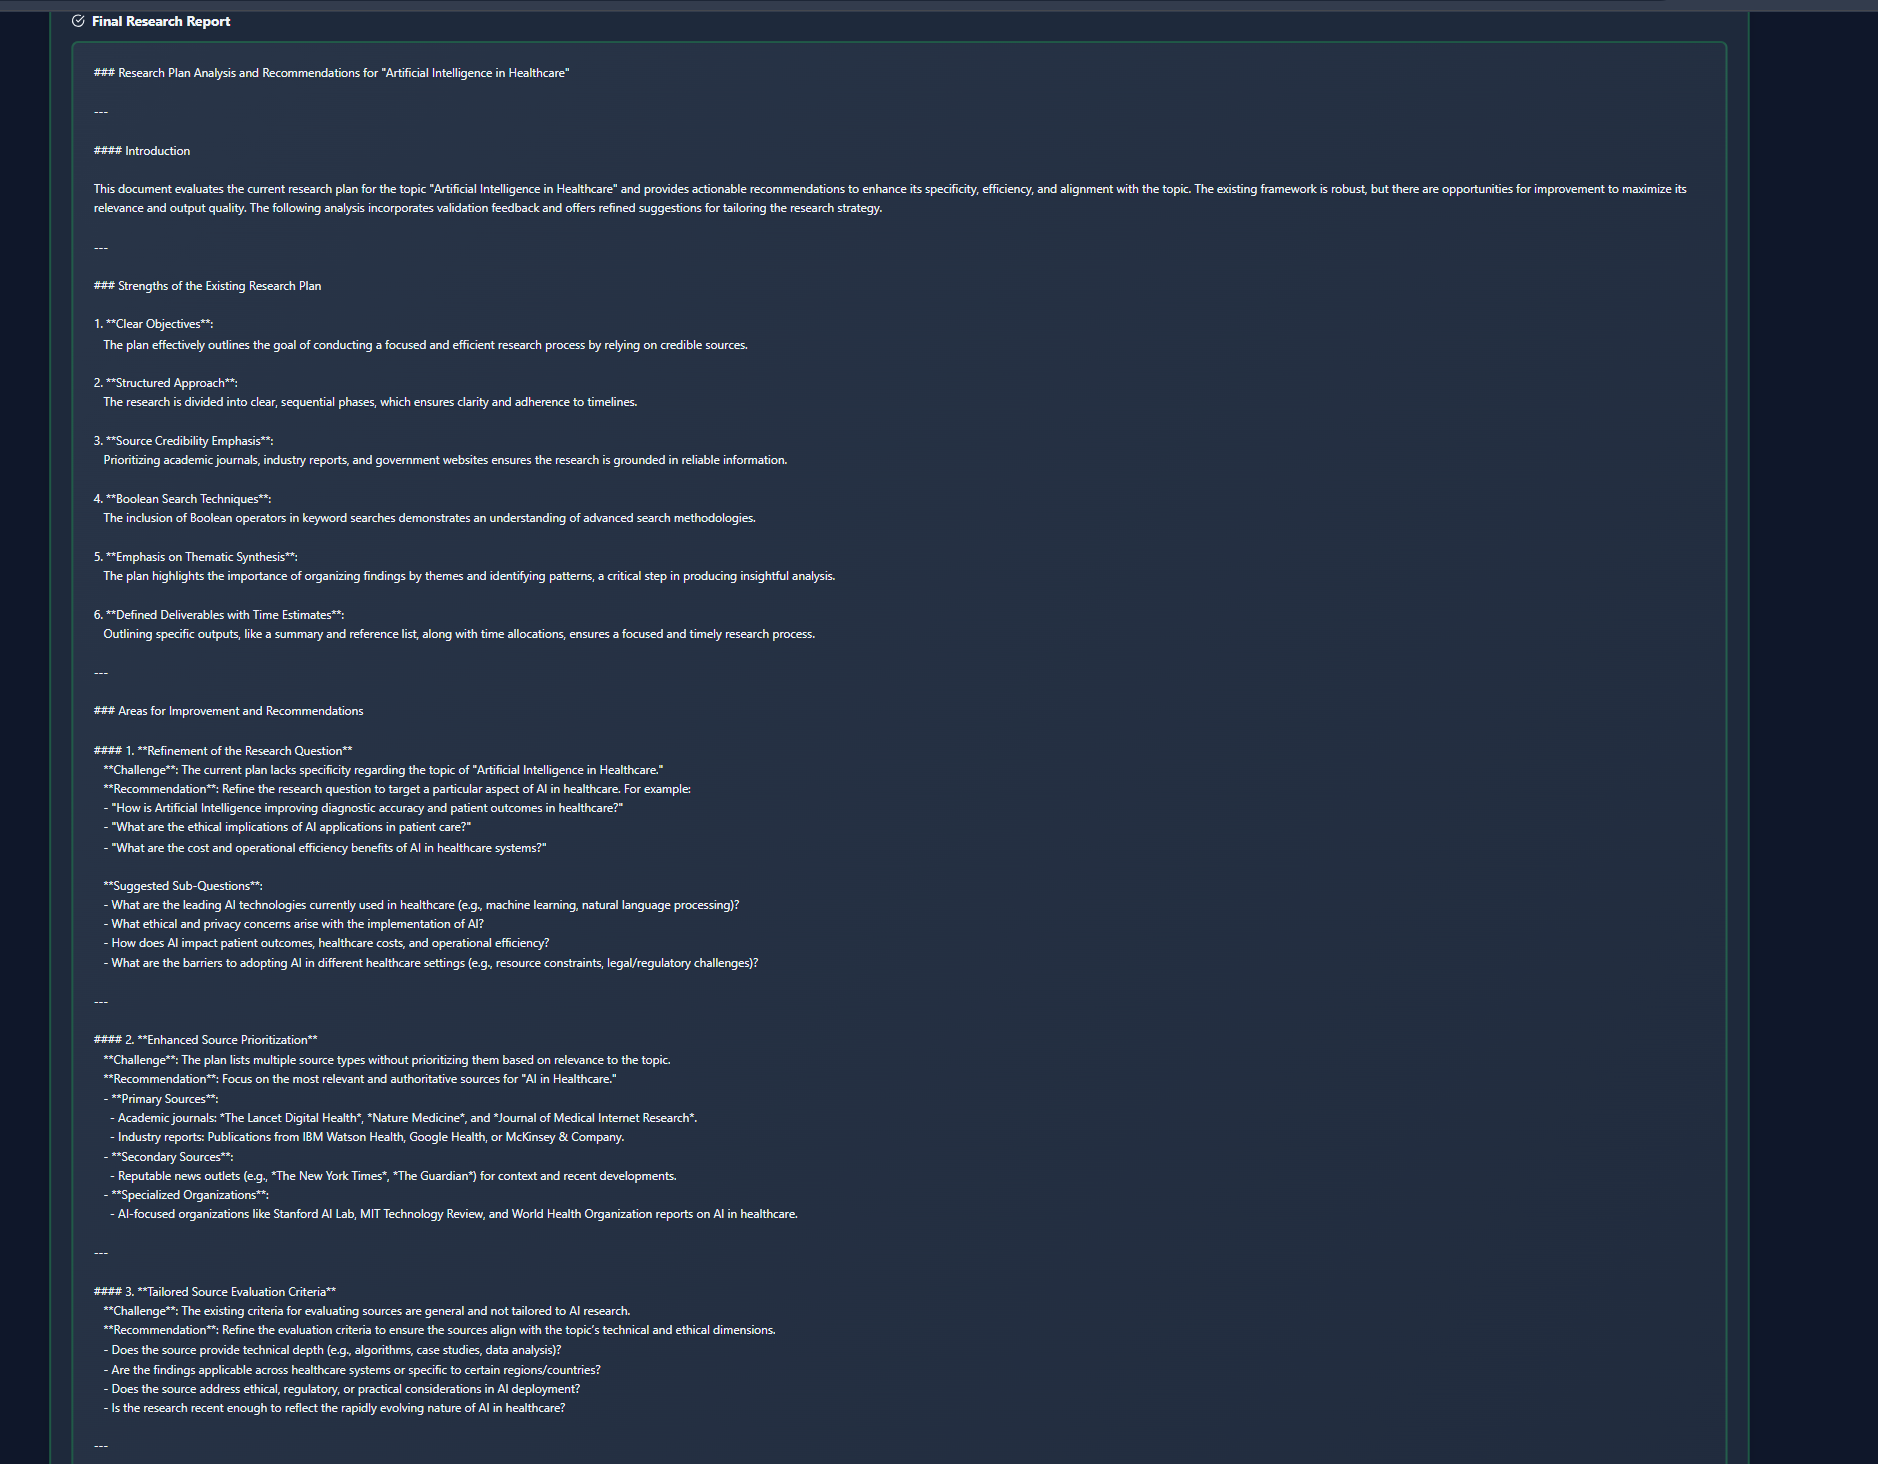 Final Research Report
### Research Plan Analysis and Recommendations for "Artificial Intelligence in Healthcare"
---
#### Introduction
This document evaluates the current research plan for the topic "Artificial Intelligence in Healthcare" and provides actionable recommendations to enhance its specificity, efficiency, and alignment with the topic. The existing framework is robust, but there are opportunities for improvement to maximize its
relevance and output quality. The following analysis incorporates validation feedback and offers refined suggestions for tailoring the research strategy.
---
### Strengths of the Existing Research Plan
1. **Clear Objectives**:
The plan effectively outlines the goal of conducting a focused and efficient research process by relying on credible sources.
2. **Structured Approach**:
The research is divided into clear, sequential phases, which ensures clarity and adherence to timelines.
3. **Source Credibility Emphasis**:
Prioritizing academic journals, industry reports, and government websites ensures the research is grounded in reliable information.
4. **Boolean Search Techniques**:
The inclusion of Boolean operators in keyword searches demonstrates an understanding of advanced search methodologies.
5. **Emphasis on Thematic Synthesis**:
The plan highlights the importance of organizing findings by themes and identifying patterns, a critical step in producing insightful analysis.
6. **Defined Deliverables with Time Estimates**:
Outlining specific outputs, like a summary and reference list, along with time allocations, ensures a focused and timely research process.
---
### Areas for Improvement and Recommendations
#### 1. **Refinement of the Research Question**
**Challenge**: The current plan lacks specificity regarding the topic of "Artificial Intelligence in Healthcare."
**Recommendation**: Refine the research question to target a particular aspect of AI in healthcare. For example:
- "How is Artificial Intelligence improving diagnostic accuracy and patient outcomes in healthcare?"
- "What are the ethical implications of AI applications in patient care?"
- "What are the cost and operational efficiency benefits of AI in healthcare systems?"
**Suggested Sub-Questions**:
- What are the leading AI technologies currently used in healthcare (e.g., machine learning, natural language processing)?
- What ethical and privacy concerns arise with the implementation of AI?
- How does AI impact patient outcomes, healthcare costs, and operational efficiency?
- What are the barriers to adopting AI in different healthcare settings (e.g., resource constraints, legal/regulatory challenges)?
---
#### 2. **Enhanced Source Prioritization**
**Challenge**: The plan lists multiple source types without prioritizing them based on relevance to the topic.
**Recommendation**: Focus on the most relevant and authoritative sources for "AI in Healthcare."
- **Primary Sources**:
- Academic journals: *The Lancet Digital Health*, *Nature Medicine*, and *Journal of Medical Internet Research*.
- Industry reports: Publications from IBM Watson Health, Google Health, or McKinsey & Company.
- **Secondary Sources**:
- Reputable news outlets (e.g., *The New York Times*, *The Guardian*) for context and recent developments.
- **Specialized Organizations**:
- AI-focused organizations like Stanford AI Lab, MIT Technology Review, and World Health Organization reports on AI in healthcare.
---
#### 3. **Tailored Source Evaluation Criteria**
**Challenge**: The existing criteria for evaluating sources are general and not tailored to AI research.
**Recommendation**: Refine the evaluation criteria to ensure the sources align with the topic's technical and ethical dimensions.
- Does the source provide technical depth (e.g., algorithms, case studies, data analysis)?
- Are the findings applicable across healthcare systems or specific to certain regions/countries?
- Does the source address ethical, regulatory, or practical considerations in AI deployment?
- Is the research recent enough to reflect the rapidly evolving nature of AI in healthcare?
---